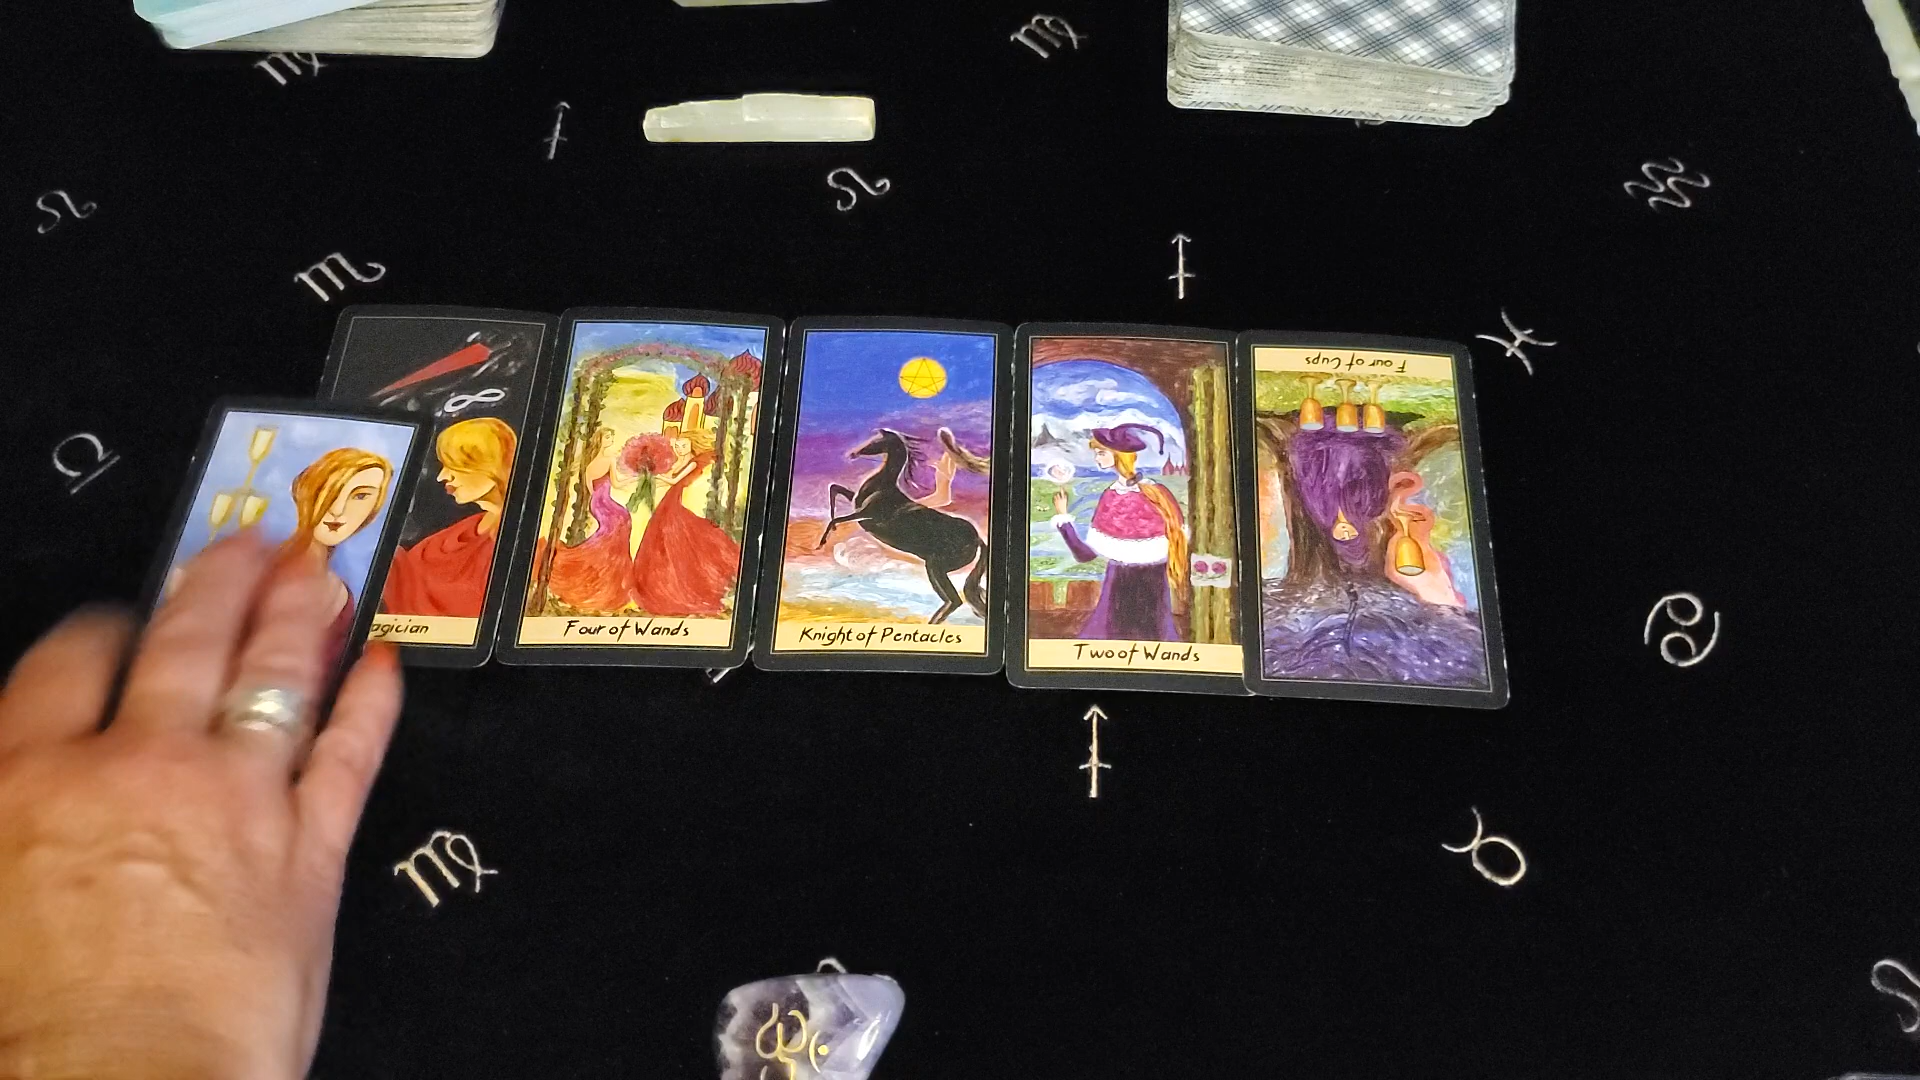 agician
Four of Wands
Knight of Pentacles
Two of Wands
Four of Cups